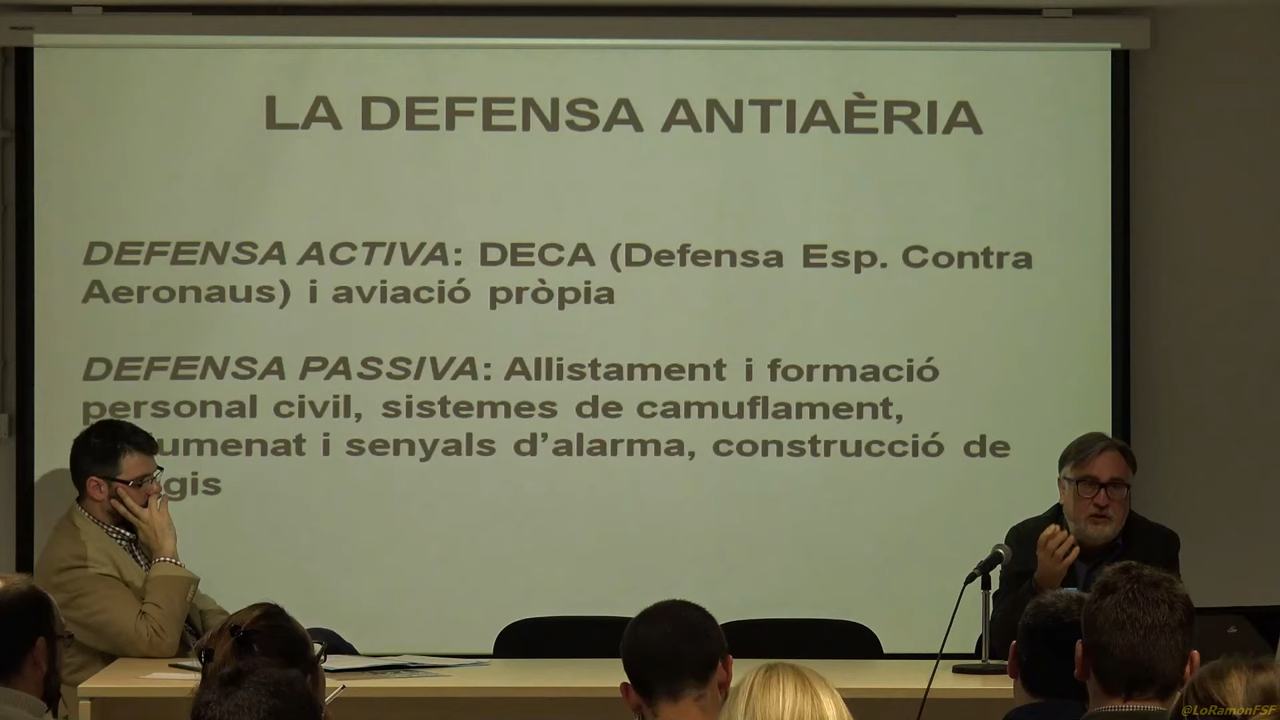 LA DEFENSA ANTIAÈRIA
DEFENSA ACTIVA: DECA (Defensa Esp. Contra
Aeronaus) i aviació pròpia
DEFENSA PASSIVA: Allistament i formació
personal civil, sistemes de camuflament,
umenat i senyals d’alarma, construcció de
gis
@LoRamonFSF